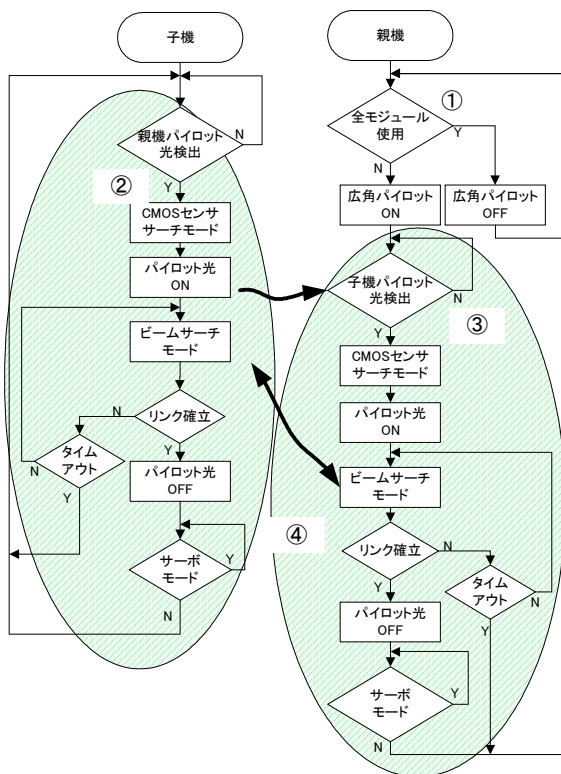 子機
親機パイロット
光検出
N
Y
②
CMOSセンサ
サーチモード
パイロット光
ON
ビームサーチ
モード
リンク確立
N
Y
タイム
アウト
N
Y
パイロット光
OFF
サーボ
モード
Y
N
親機
①
全モジュール
使用
Y
N
広角パイロット
ON
広角パイロット
OFF
子機パイロット
光検出
N
Y
③
CMOSセンサ
サーチモード
パイロット光
ON
ビームサーチ
モード
④
リンク確立
N
Y
タイム
アウト
N
Y
パイロット光
OFF
サーボ
モード
Y
N